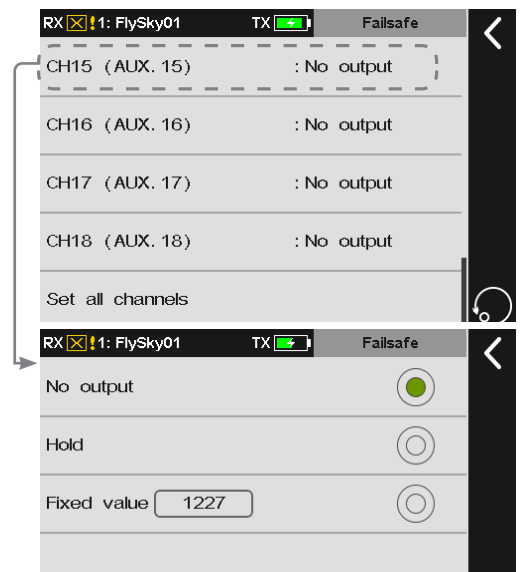 RX !1: FlySky01 TX Failsafe
CH15 (AUX. 15) : No output
CH16 (AUX. 16) : No output
CH17 (AUX. 17) : No output
CH18 (AUX. 18) : No output
Set all channels
RX !1: FlySky01 TX Failsafe
No output
Hold
Fixed value 1227